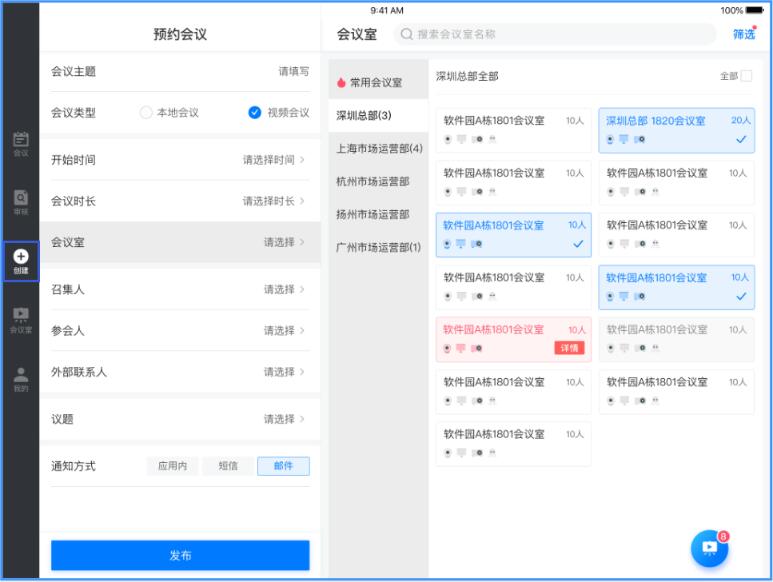 9:41 AM
100%
预约会议
会议室
搜索会议室名称
筛选
会议
审核
创建
会议室
我的
会议主题
请填写
会议类型
本地会议
视频会议
开始时间
请选择时间
会议时长
请选择时长
会议室
请选择
召集人
请选择
参会人
请选择
外部联系人
请选择
议题
请选择
通知方式
应用内
短信
邮件
发布
常用会议室
深圳总部(3)
上海市场运营部(4)
杭州市场运营部
扬州市场运营部
广州市场运营部(1)
深圳总部全部
全部
软件园A栋1801会议室 10人
深圳总部 1820会议室 20人
软件园A栋1801会议室 10人
软件园A栋1801会议室 10人
软件园A栋1801会议室 10人
软件园A栋1801会议室 10人
软件园A栋1801会议室 10人
软件园A栋1801会议室 10人
软件园A栋1801会议室 10人
详情
软件园A栋1801会议室 10人
软件园A栋1801会议室 10人
软件园A栋1801会议室 10人
软件园A栋1801会议室 10人
8